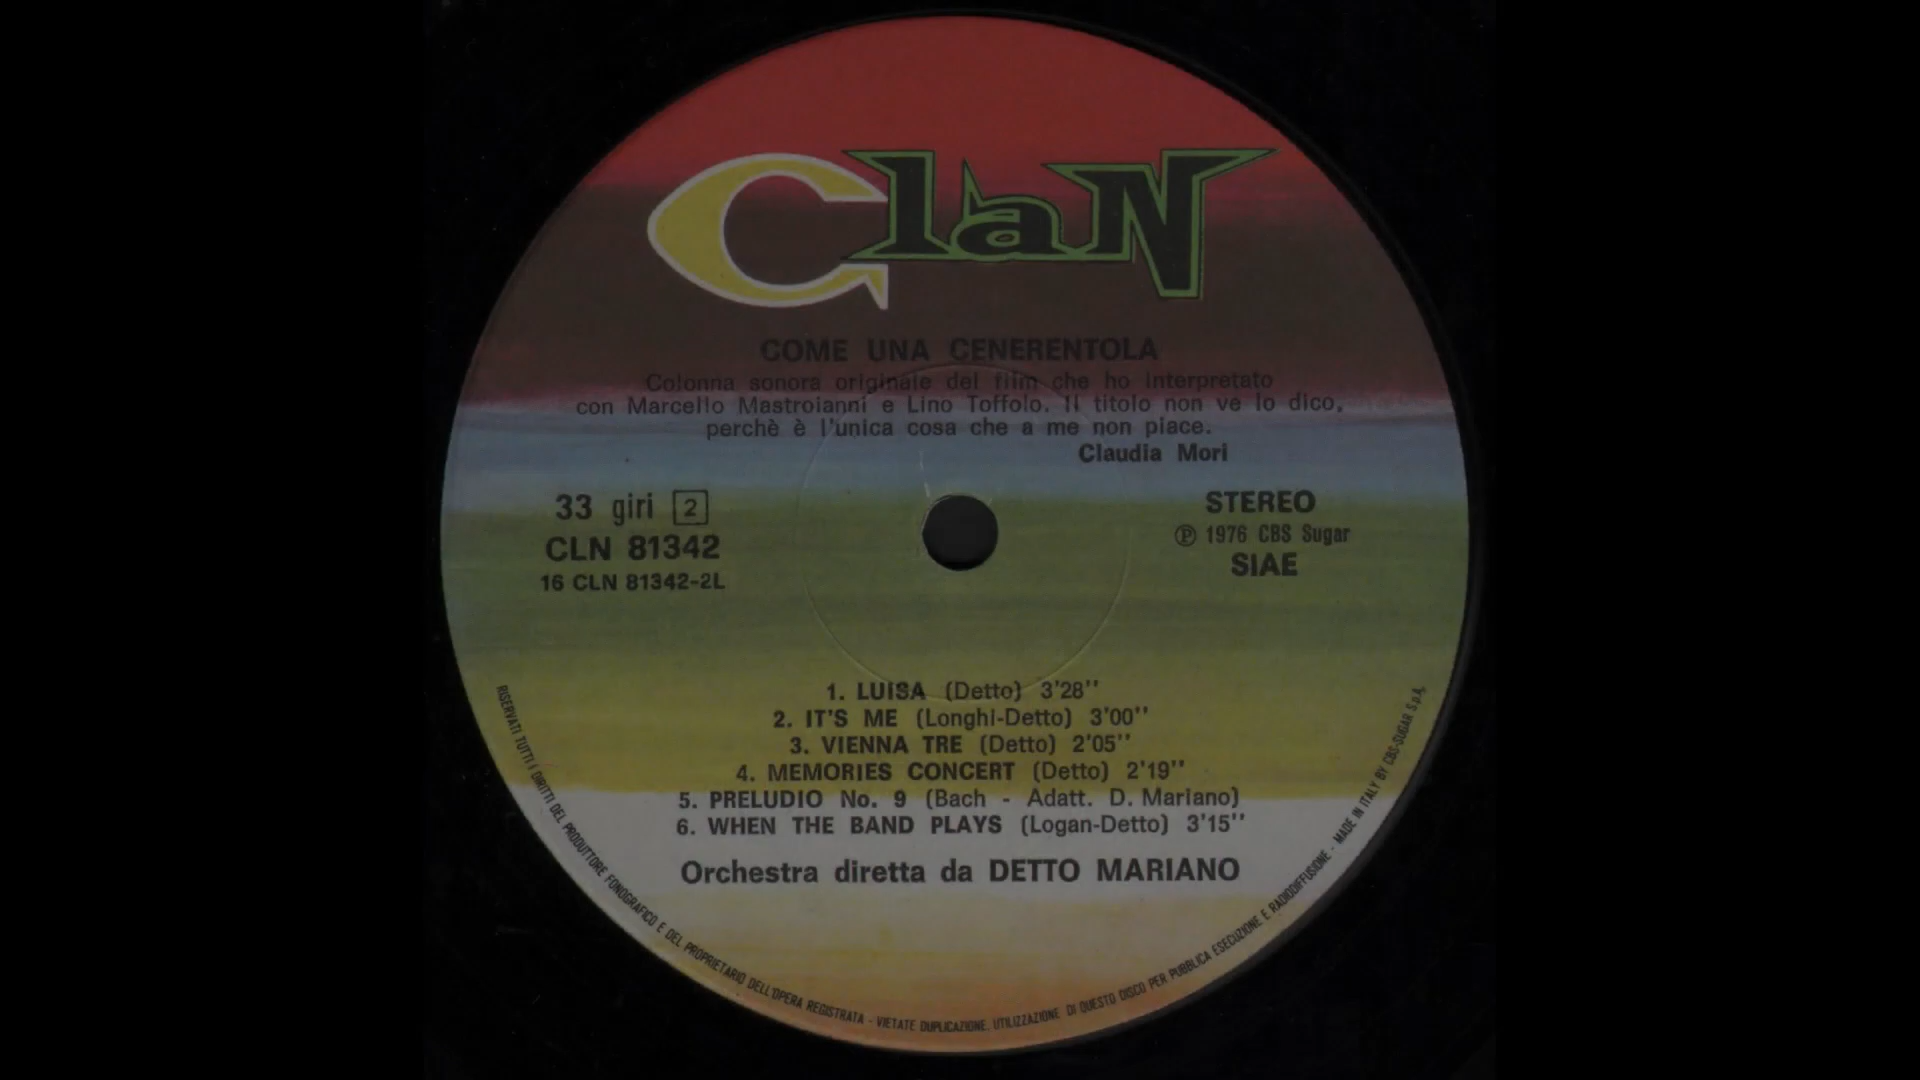 Clan
COME UNA CENERENTOLA
Colonna sonora originale del film che ho interpretato
con Marcello Mastroianni e Lino Toffolo. Il titolo non ve lo dico,
perchè è l'unica cosa che a me non piace.
Claudia Mori
33 giri 2
CLN 81342
16 CLN 81342-2L
STEREO
Ⓟ 1976 CBS Sugar
SIAE
1. LUISA (Detto) 3'28''
2. IT'S ME (Longhi-Detto) 3'00''
3. VIENNA TRE (Detto) 2'05''
4. MEMORIES CONCERT (Detto) 2'19''
5. PRELUDIO No. 9 (Bach - Adatt. D. Mariano)
6. WHEN THE BAND PLAYS (Logan-Detto) 3'15''
Orchestra diretta da DETTO MARIANO
RISERVATI TUTTI I DIRITTI DEL PRODUTTORE FONOGRAFICO E DEL PROPRIETARIO DELL'OPERA REGISTRATA - VIETATE DUPLICAZIONE, UTILIZZAZIONE DI QUESTO DISCO PER PUBBLICA ESECUZIONE E RADIODIFFUSIONE - MADE IN ITALY BY CBS-SUGAR S.p.A.